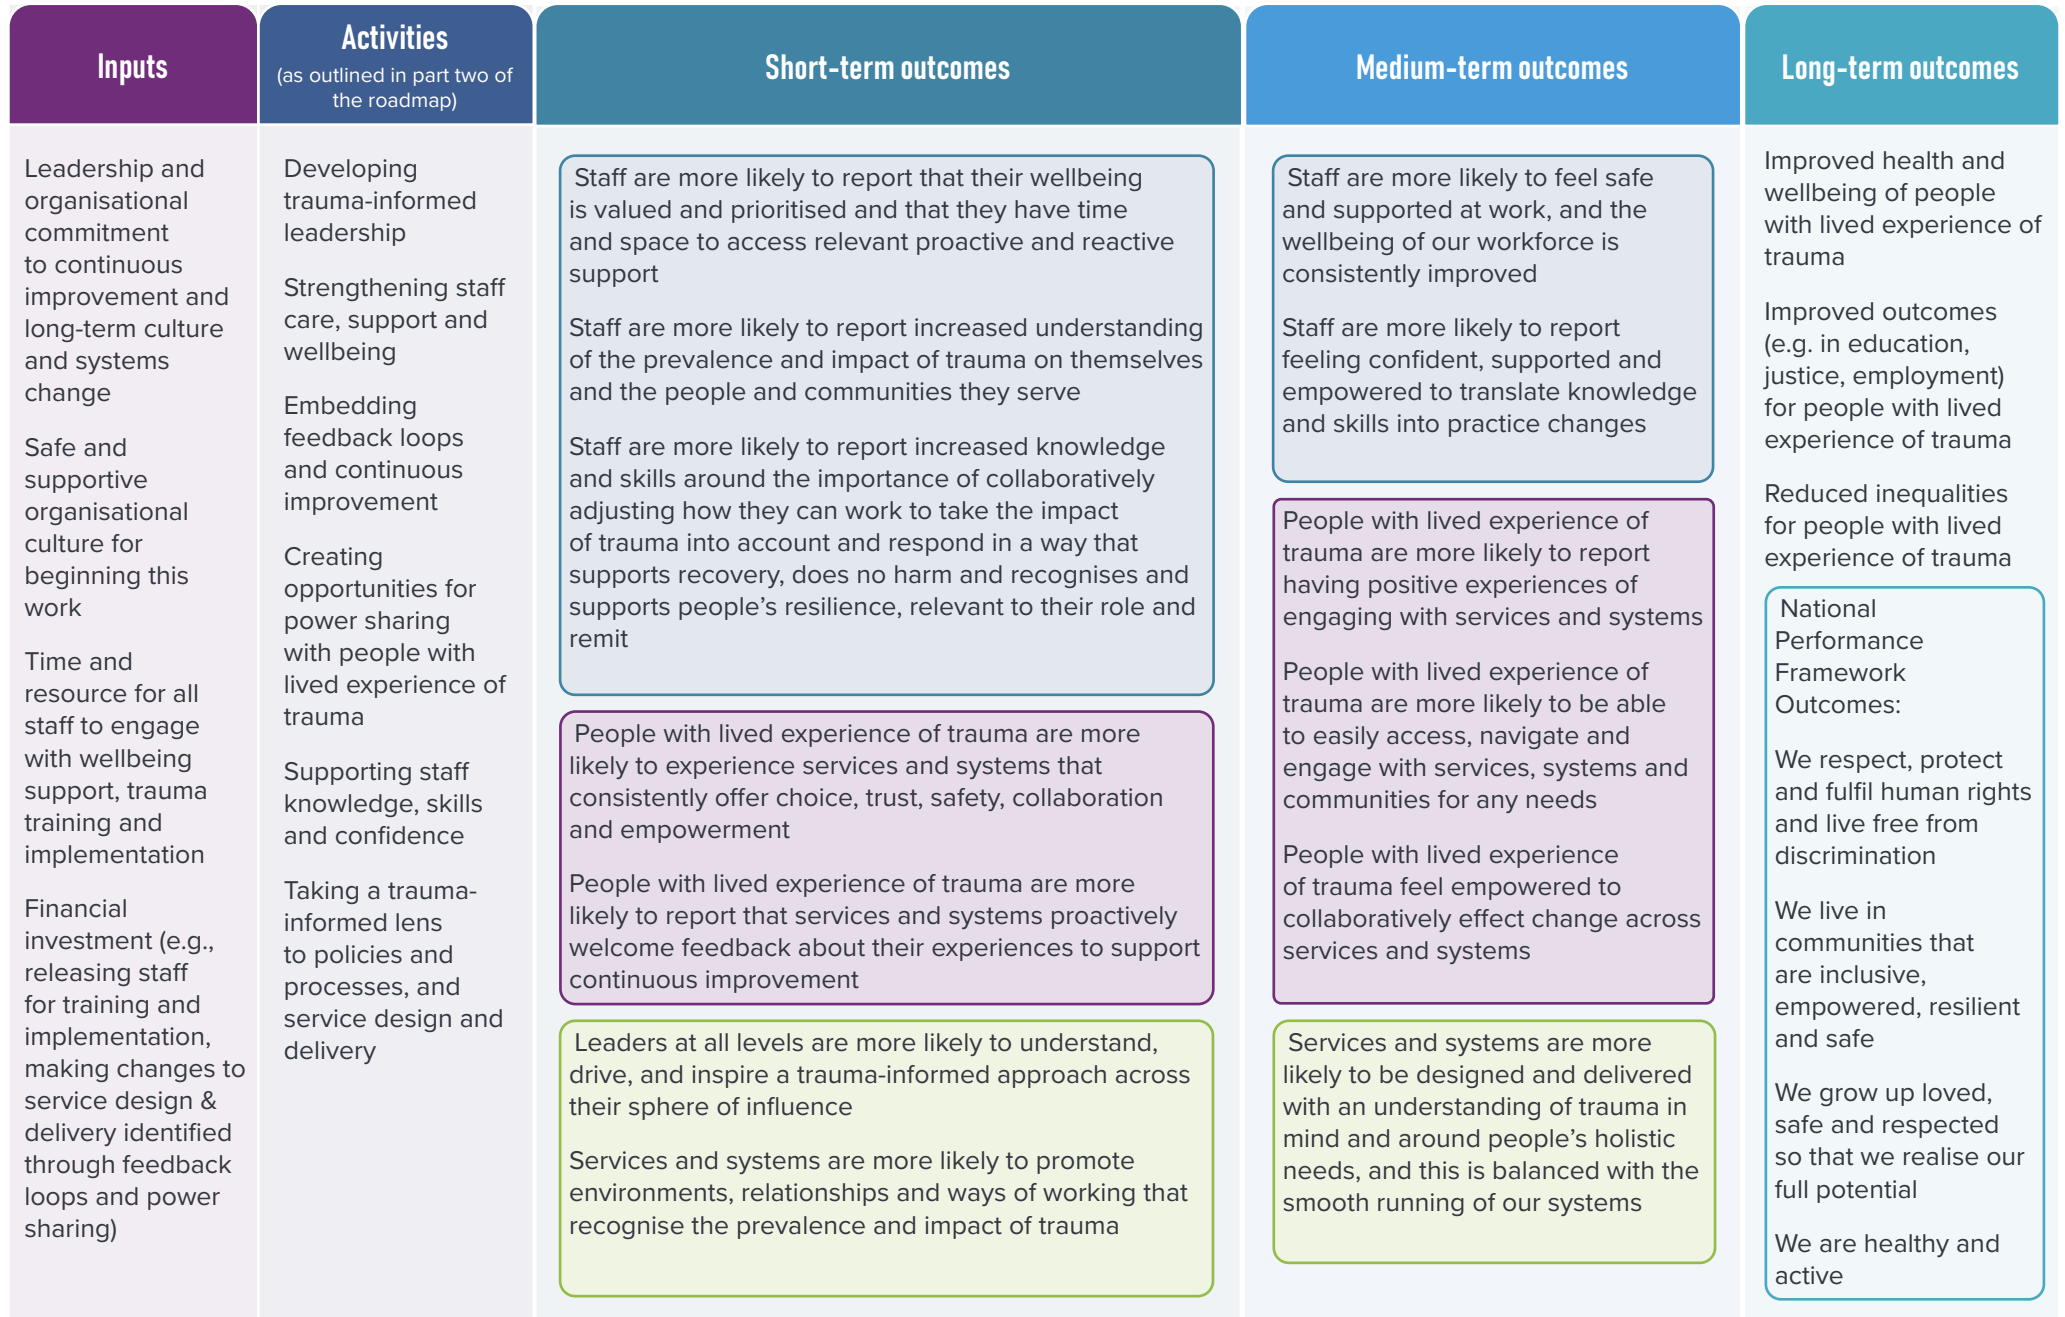 Inputs
Leadership and
organisational
commitment
to continuous
improvement and
long-term culture
and systems
change
Safe and
supportive
organisational
culture for
beginning this
work
Time and
resource for all
staff to engage
with wellbeing
support, trauma
training and
implementation
Financial
investment (e.g.,
releasing staff
for training and
implementation,
making changes to
service design &
delivery identified
through feedback
loops and power
sharing)
Activities
(as outlined in part two of
the roadmap)
Developing
trauma-informed
leadership
Strengthening staff
care, support and
wellbeing
Embedding
feedback loops
and continuous
improvement
Creating
opportunities for
power sharing
with people with
lived experience of
trauma
Supporting staff
knowledge, skills
and confidence
Taking a trauma-
informed lens
to policies and
processes, and
service design and
delivery
Short-term outcomes
Staff are more likely to report that their wellbeing
is valued and prioritised and that they have time
and space to access relevant proactive and reactive
support
Staff are more likely to report increased understanding
of the prevalence and impact of trauma on themselves
and the people and communities they serve
Staff are more likely to report increased knowledge
and skills around the importance of collaboratively
adjusting how they can work to take the impact
of trauma into account and respond in a way that
supports recovery, does no harm and recognises and
supports people’s resilience, relevant to their role and
remit
People with lived experience of trauma are more
likely to experience services and systems that
consistently offer choice, trust, safety, collaboration
and empowerment
People with lived experience of trauma are more
likely to report that services and systems proactively
welcome feedback about their experiences to support
continuous improvement
Leaders at all levels are more likely to understand,
drive, and inspire a trauma-informed approach across
their sphere of influence
Services and systems are more likely to promote
environments, relationships and ways of working that
recognise the prevalence and impact of trauma
Medium-term outcomes
Staff are more likely to feel safe
and supported at work, and the
wellbeing of our workforce is
consistently improved
Staff are more likely to report
feeling confident, supported and
empowered to translate knowledge
and skills into practice changes
People with lived experience of
trauma are more likely to report
having positive experiences of
engaging with services and systems
People with lived experience of
trauma are more likely to be able
to easily access, navigate and
engage with services, systems and
communities for any needs
People with lived experience
of trauma feel empowered to
collaboratively effect change across
services and systems
Services and systems are more
likely to be designed and delivered
with an understanding of trauma in
mind and around people’s holistic
needs, and this is balanced with the
smooth running of our systems
Long-term outcomes
Improved health and
wellbeing of people
with lived experience of
trauma
Improved outcomes
(e.g. in education,
justice, employment)
for people with lived
experience of trauma
Reduced inequalities
for people with lived
experience of trauma
National
Performance
Framework
Outcomes:
We respect, protect
and fulfil human rights
and live free from
discrimination
We live in
communities that
are inclusive,
empowered, resilient
and safe
We grow up loved,
safe and respected
so that we realise our
full potential
We are healthy and
active